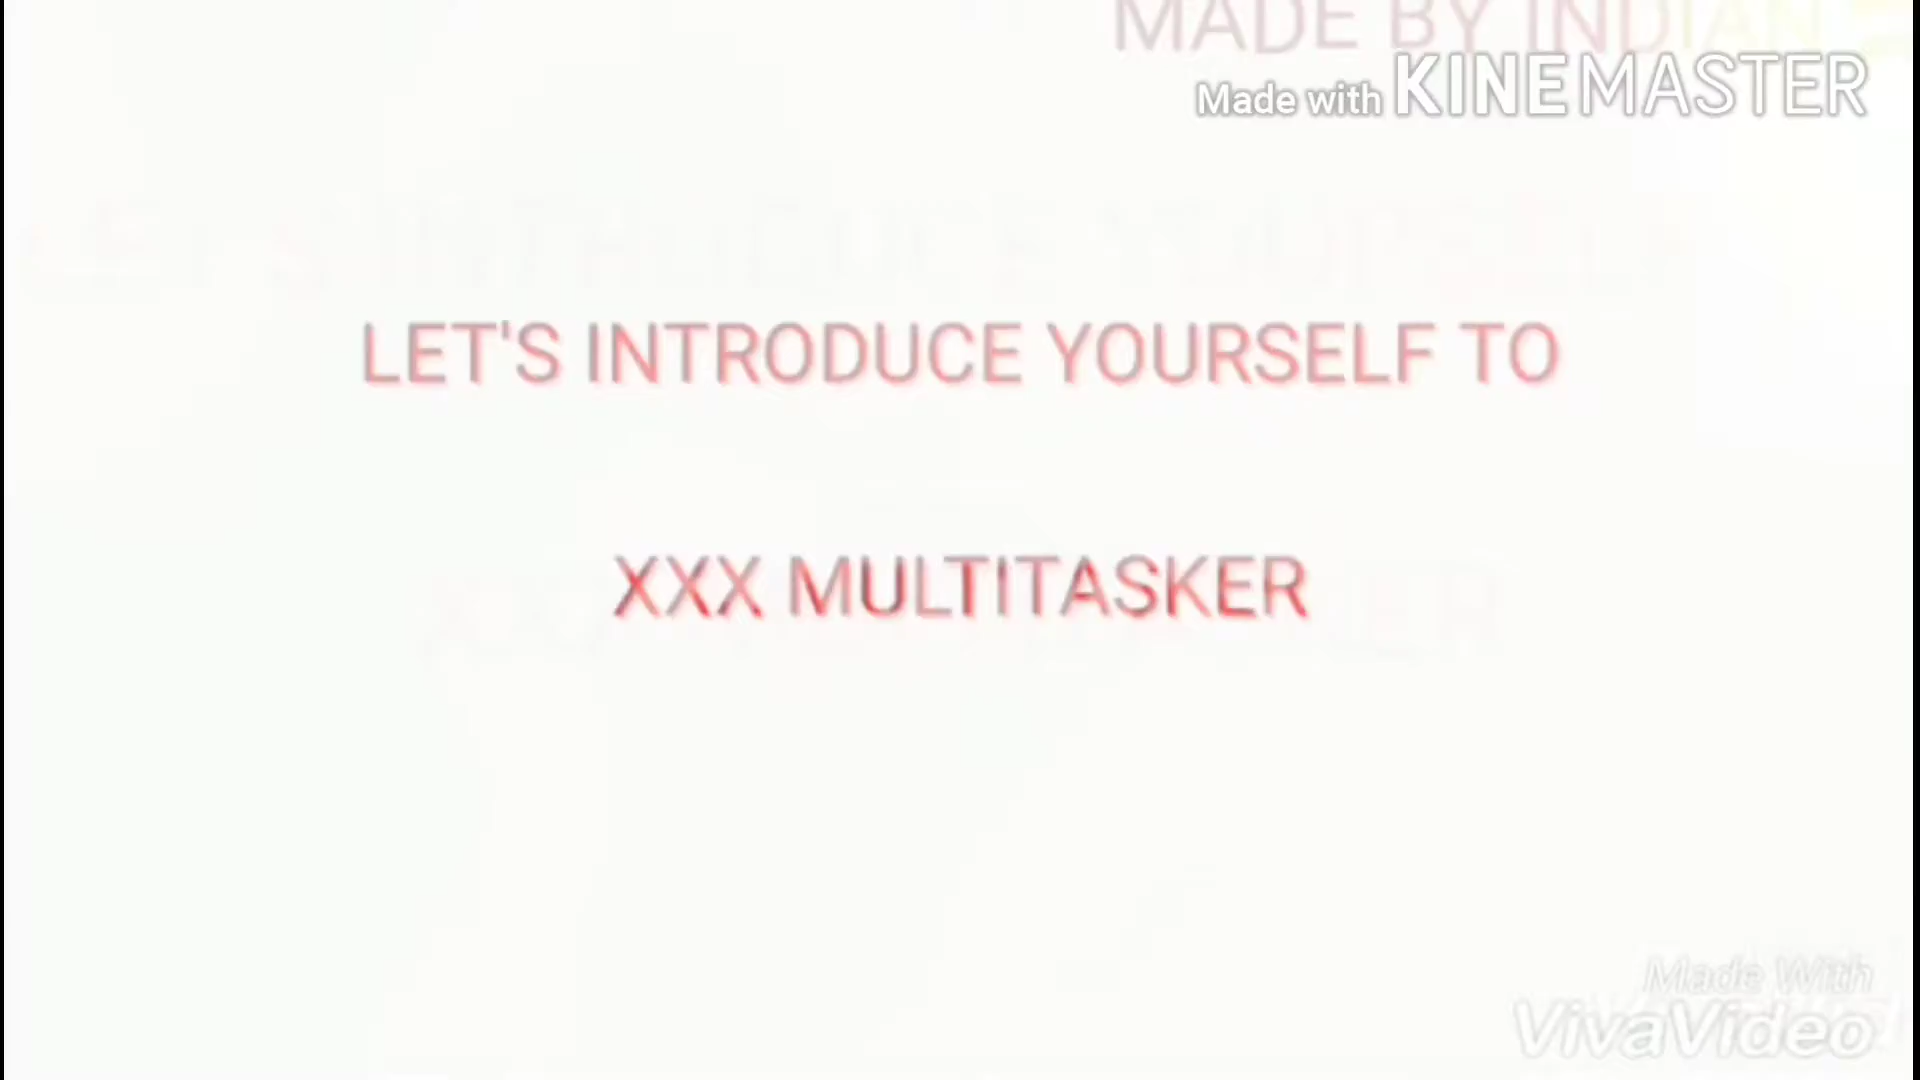 MADE BY INDIAN
Made with KINEMASTER
LET'S INTRODUCE YOURSELF TO
XXX MULTITASKER
Made With
VivaVideo